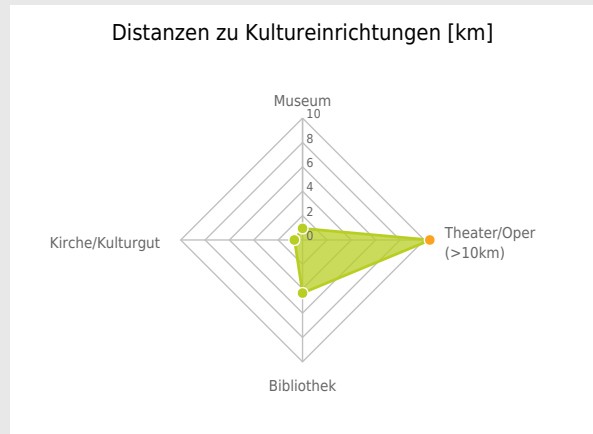 Distanzen zu Kultureinrichtungen [km]
Museum
10
8
6
4
2
0
Theater/Oper
(>10km)
Kirche/Kulturgut
Bibliothek